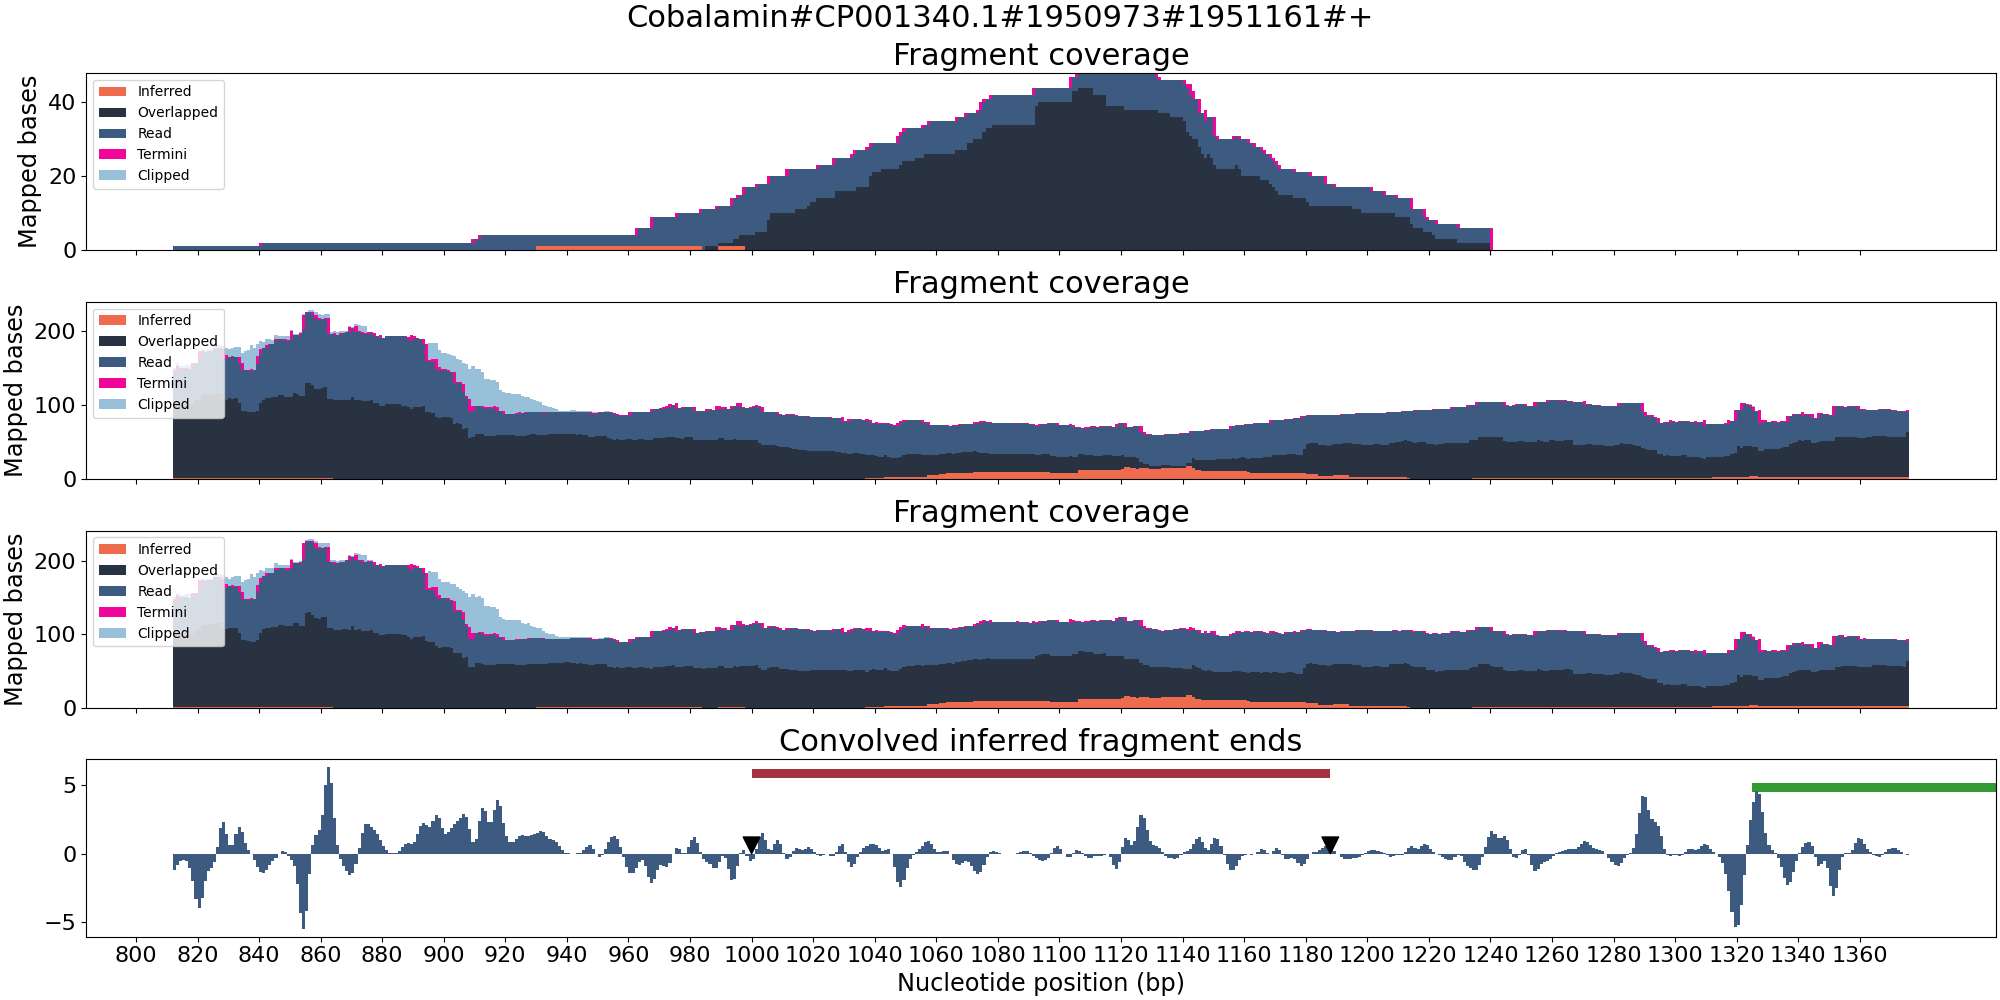 Cobalamin#CP001340.1#1950973#1951161#+
Fragment coverage
Mapped bases
40
20
0
Inferred
Overlapped
Read
Termini
Clipped
Fragment coverage
Mapped bases
200
100
0
Inferred
Overlapped
Read
Termini
Clipped
Fragment coverage
Mapped bases
200
100
0
Inferred
Overlapped
Read
Termini
Clipped
Convolved inferred fragment ends
5
0
−5
800 820 840 860 880 900 920 940 960 980 1000 1020 1040 1060 1080 1100 1120 1140 1160 1180 1200 1220 1240 1260 1280 1300 1320 1340 1360
Nucleotide position (bp)